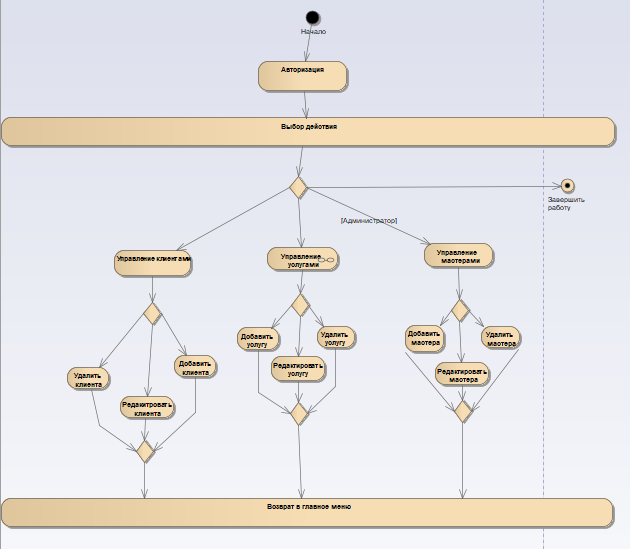 Начало
Авторизация
Выбор действия
Завершить
работу
[Администратор]
Управление клиентами
Управление
услугами
Управление
мастерами
Удалить
клиента
Редактировать
клиента
Добавить
клиента
Добавить
услугу
Редактировать
услугу
Удалить
услугу
Добавить
мастера
Редактировать
мастера
Удалить
мастера
Возврат в главное меню